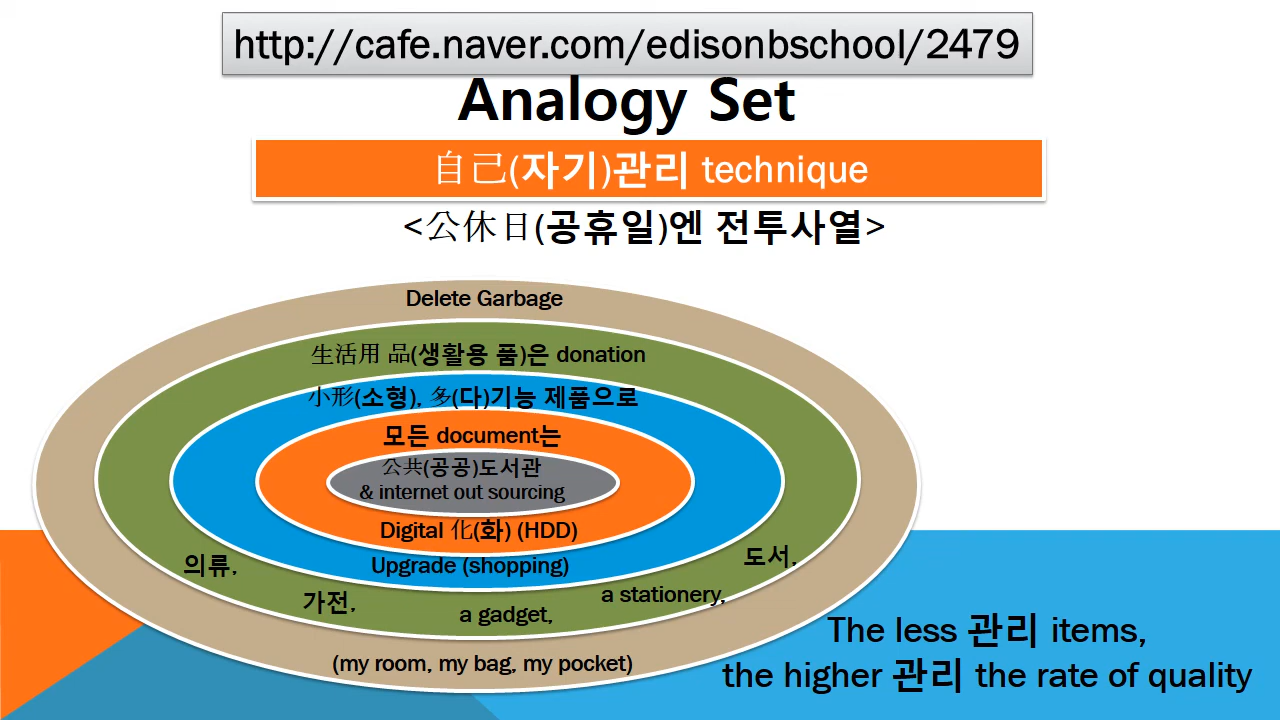 http://cafe.naver.com/edisonbschool/2479
Analogy Set
自己(자기)관리 technique
<公休日(공휴일)엔 전투사열>
Delete Garbage
生活用 品(생활용 품)은 donation
小形(소형), 多(다)기능 제품으로
모든 document는
公共(공공)도서관
& internet out sourcing
Digital 化(화) (HDD)
Upgrade (shopping)
의류,
가전,
a gadget,
a stationery,
도서,
(my room, my bag, my pocket)
The less 관리 items,
the higher 관리 the rate of quality